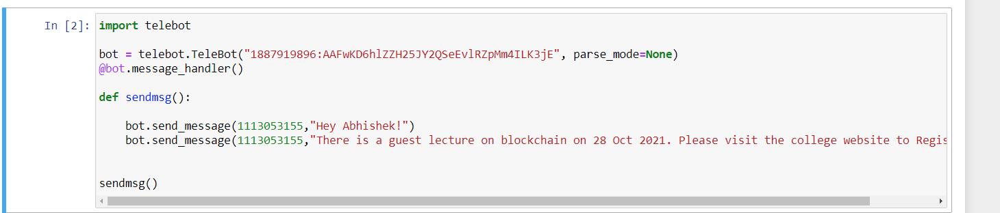 In [2]: import telebot
bot = telebot.TeleBot("1887919896:AAFwKD6hlZZH25JY2QSeEvlRZpMm4ILK3jE", parse_mode=None)
@bot.message_handler()
def sendmsg():
bot.send_message(1113053155,"Hey Abhishek!")
bot.send_message(1113053155,"There is a guest lecture on blockchain on 28 Oct 2021. Please visit the college website to Regis
sendmsg()